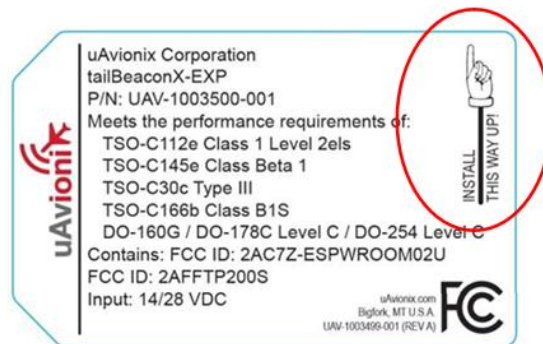 uAvionix
uAvionix Corporation
tailBeaconX-EXP
P/N: UAV-1003500-001
Meets the performance requirements of:
TSO-C112e Class 1 Level 2els
TSO-C145e Class Beta 1
TSO-C30c Type III
TSO-C166b Class B1S
DO-160G / DO-178C Level C / DO-254 Level C
Contains: FCC ID: 2AC7Z-ESPWROOM02U
FCC ID: 2AFFTP200S
Input: 14/28 VDC
INSTALL
THIS WAY UP!
uAvionix.com
Bigfork, MT U.S.A.
UAV-1003499-001 (REV A)
FC